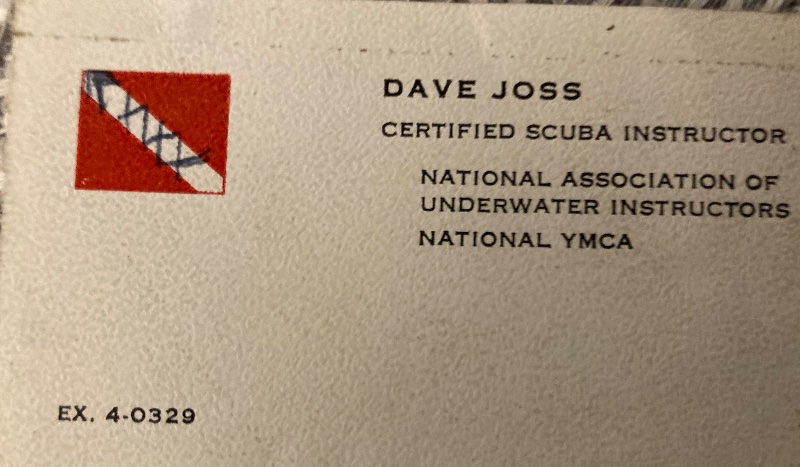 DAVE JOSS
CERTIFIED SCUBA INSTRUCTOR
NATIONAL ASSOCIATION OF
UNDERWATER INSTRUCTORS
NATIONAL YMCA
EX. 4-0329